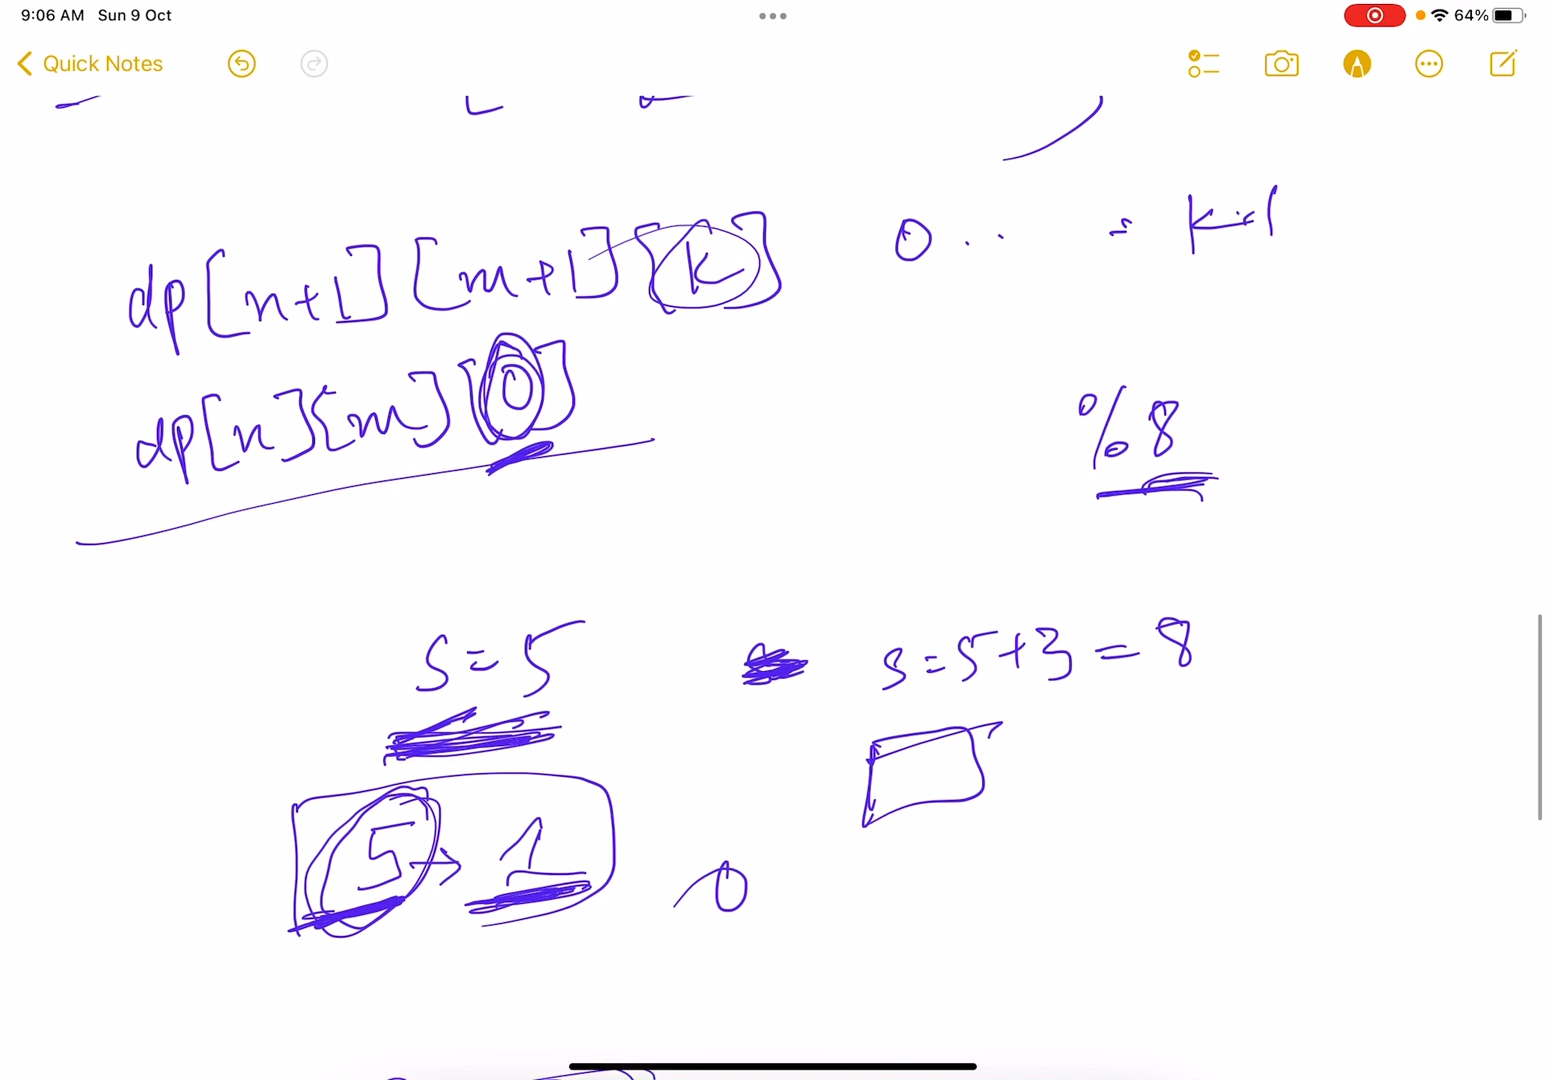 9:06 AM Sun 9 Oct
64%
Quick Notes
dp[n+1][m+1][k] 0 .. = k-1
dp[n][m][0]
%8
S = 5
S = 5+3 = 8
5 → 1
0